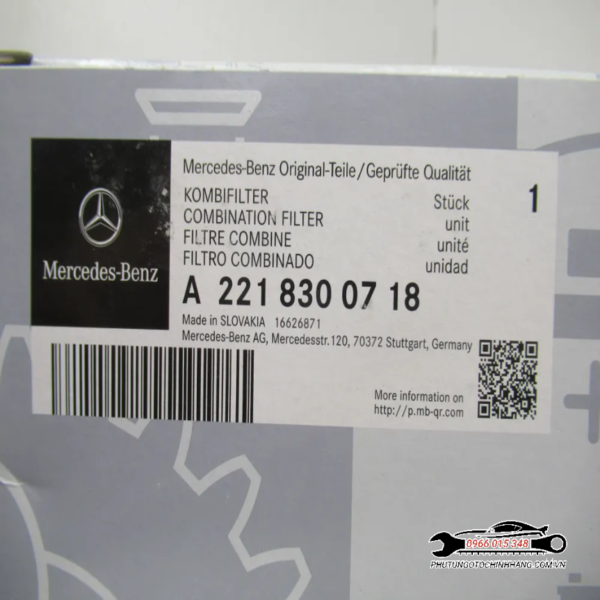 Mercedes-Benz
Mercedes-Benz Original-Teile/Geprüfte Qualität
KOMBIFILTER Stück 1
COMBINATION FILTER unit
FILTRE COMBINE unité
FILTRO COMBINADO unidad
A 221 830 07 18
Made in SLOVAKIA 16626871
Mercedes-Benz AG, Mercedesstr.120, 70372 Stuttgart, Germany
More information on
http://p.mb-qr.com
0966 015 348
PHUTUNGOTOCHINHHANG.COM.VN